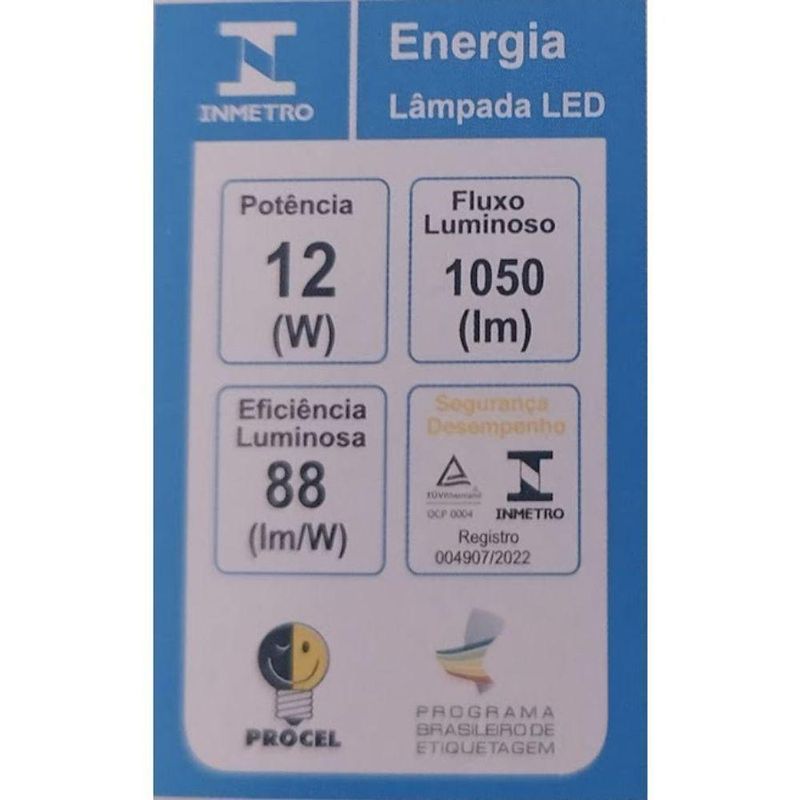 INMETRO
Energia
Lâmpada LED
Potência
12
(W)
Fluxo
Luminoso
1050
(lm)
Eficiência
Luminosa
88
(lm/W)
Segurança
Desempenho
TÜVRheinland
OCP 0004
INMETRO
Registro
004907/2022
PROCEL
PROGRAMA
BRASILEIRO DE
ETIQUETAGEM